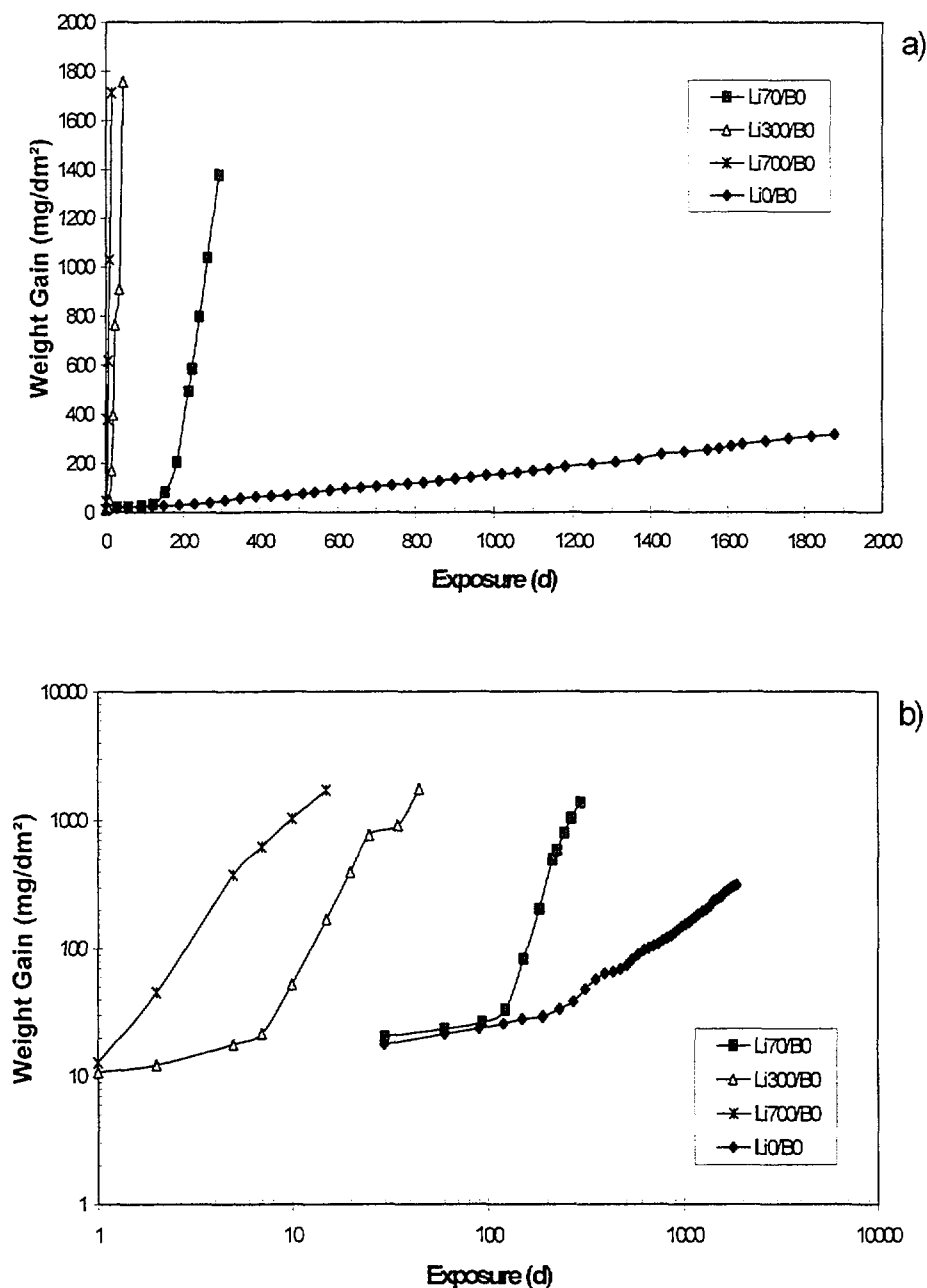 a)
2000
1800
1600
1400
1200
1000
800
600
400
200
0
Weight Gain (mg/dm²)
Li70/B0
Li300/B0
Li700/B0
Li0/B0
0 200 400 600 800 1000 1200 1400 1600 1800 2000
Exposure (d)
b)
10000
1000
100
10
1
Weight Gain (mg/dm²)
Li70/B0
Li300/B0
Li700/B0
Li0/B0
1 10 100 1000 10000
Exposure (d)